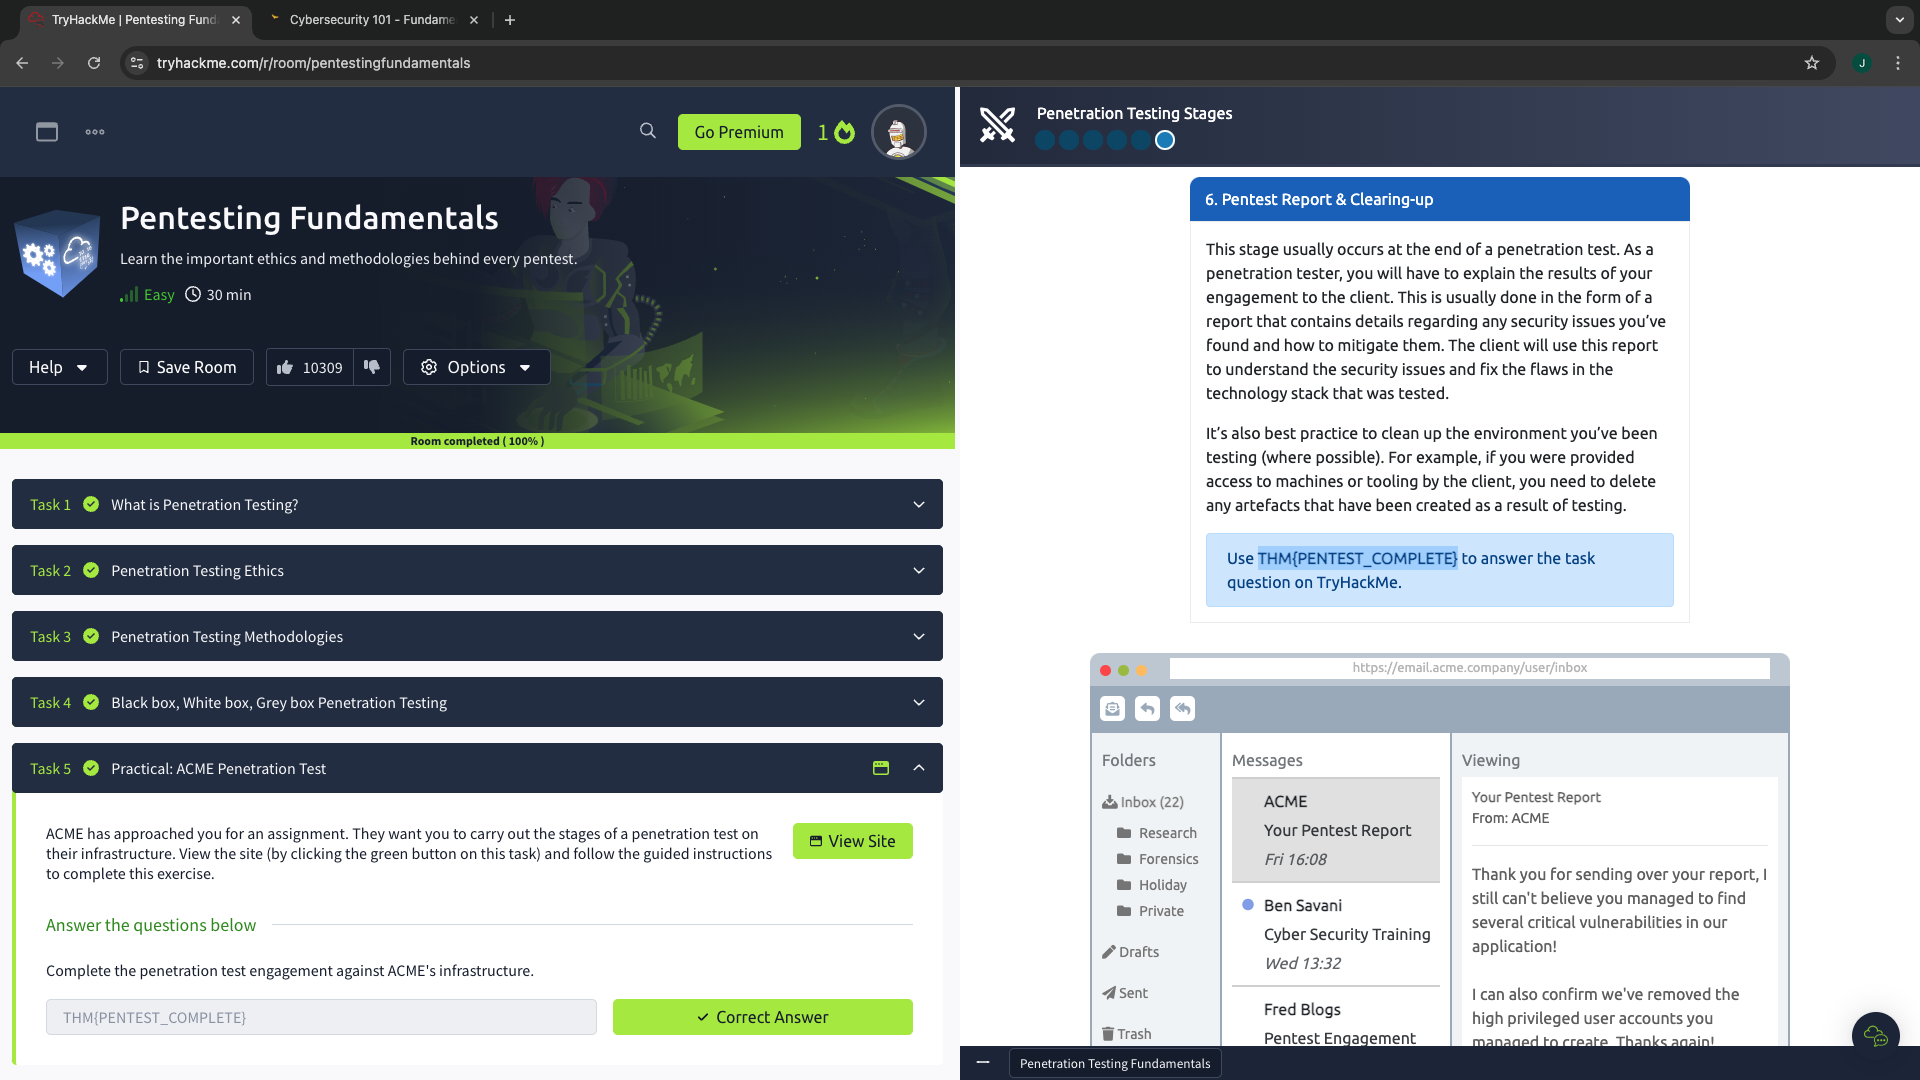 TryHackMe | Pentesting Fund
Cybersecurity 101 - Fundame
tryhackme.com/r/room/pentestingfundamentals
J
Go Premium
1
Pentesting Fundamentals
Learn the important ethics and methodologies behind every pentest.
Easy
30 min
Help
Save Room
10309
Options
Room completed ( 100% )
Task 1
What is Penetration Testing?
Task 2
Penetration Testing Ethics
Task 3
Penetration Testing Methodologies
Task 4
Black box, White box, Grey box Penetration Testing
Task 5
Practical: ACME Penetration Test
ACME has approached you for an assignment. They want you to carry out the stages of a penetration test on
their infrastructure. View the site (by clicking the green button on this task) and follow the guided instructions
to complete this exercise.
View Site
Answer the questions below
Complete the penetration test engagement against ACME's infrastructure.
THM{PENTEST_COMPLETE}
Correct Answer
Penetration Testing Stages
6. Pentest Report & Clearing-up
This stage usually occurs at the end of a penetration test. As a
penetration tester, you will have to explain the results of your
engagement to the client. This is usually done in the form of a
report that contains details regarding any security issues you’ve
found and how to mitigate them. The client will use this report
to understand the security issues and fix the flaws in the
technology stack that was tested.
It’s also best practice to clean up the environment you’ve been
testing (where possible). For example, if you were provided
access to machines or tooling by the client, you need to delete
any artefacts that have been created as a result of testing.
Use THM{PENTEST_COMPLETE} to answer the task
question on TryHackMe.
https://email.acme.company/user/inbox
Folders
Inbox (22)
Research
Forensics
Holiday
Private
Drafts
Sent
Trash
Messages
ACME
Your Pentest Report
Fri 16:08
Ben Savani
Cyber Security Training
Wed 13:32
Fred Blogs
Pentest Engagement
Viewing
Your Pentest Report
From: ACME
Thank you for sending over your report, I
still can't believe you managed to find
several critical vulnerabilities in our
application!
I can also confirm we've removed the
high privileged user accounts you
managed to create. Thanks again!
Penetration Testing Fundamentals